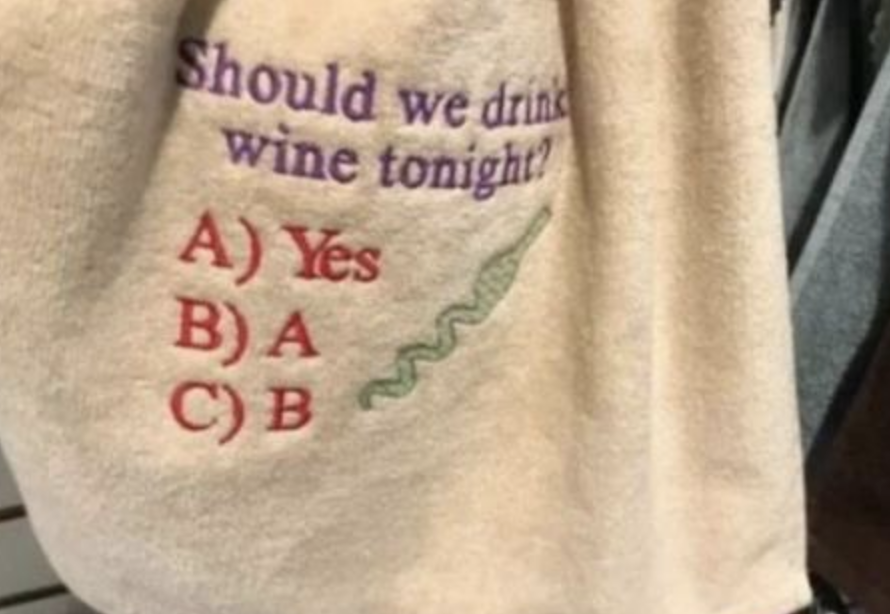 Should we drink
wine tonight?
A) Yes
B) A
C) B